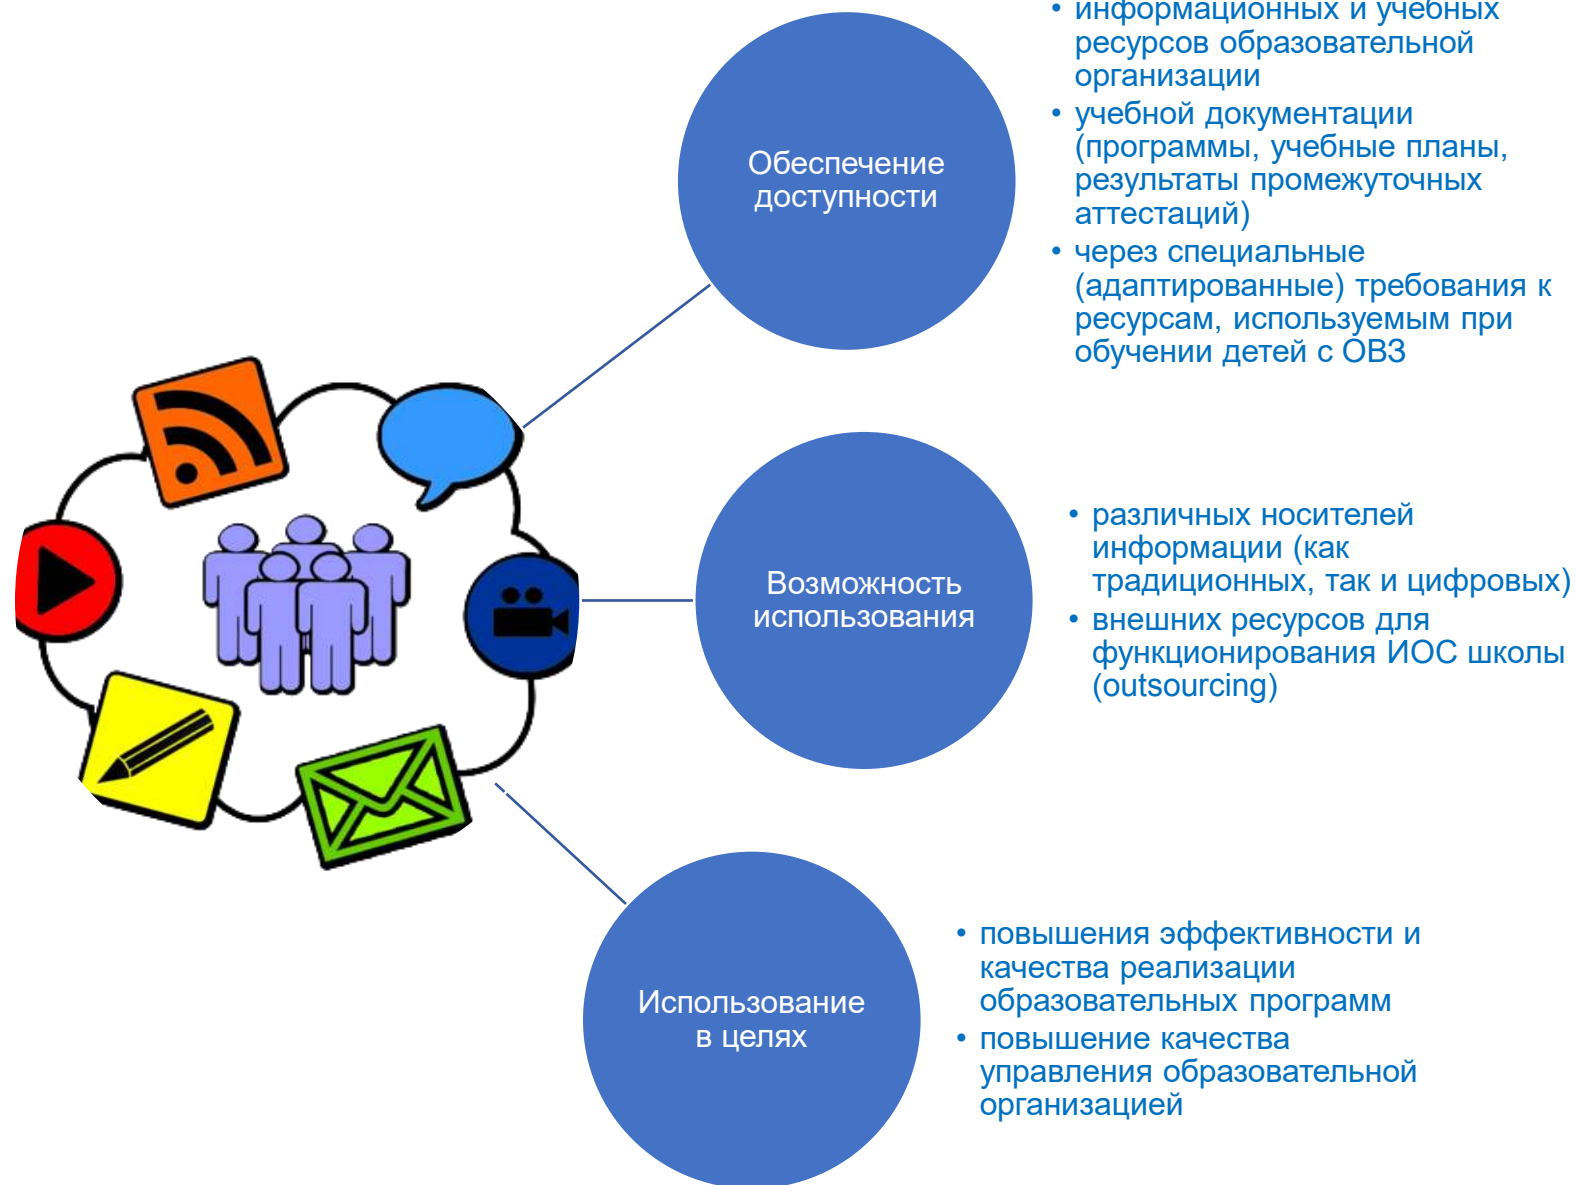 Обеспечение
доступности
• информационных и учебных
ресурсов образовательной
организации
• учебной документации
(программы, учебные планы,
результаты промежуточных
аттестаций)
• через специальные
(адаптированные) требования к
ресурсам, используемым при
обучении детей с ОВЗ
Возможность
использования
• различных носителей
информации (как
традиционных, так и цифровых)
• внешних ресурсов для
функционирования ИОС школы
(outsourcing)
Использование
в целях
• повышения эффективности и
качества реализации
образовательных программ
• повышение качества
управления образовательной
организацией